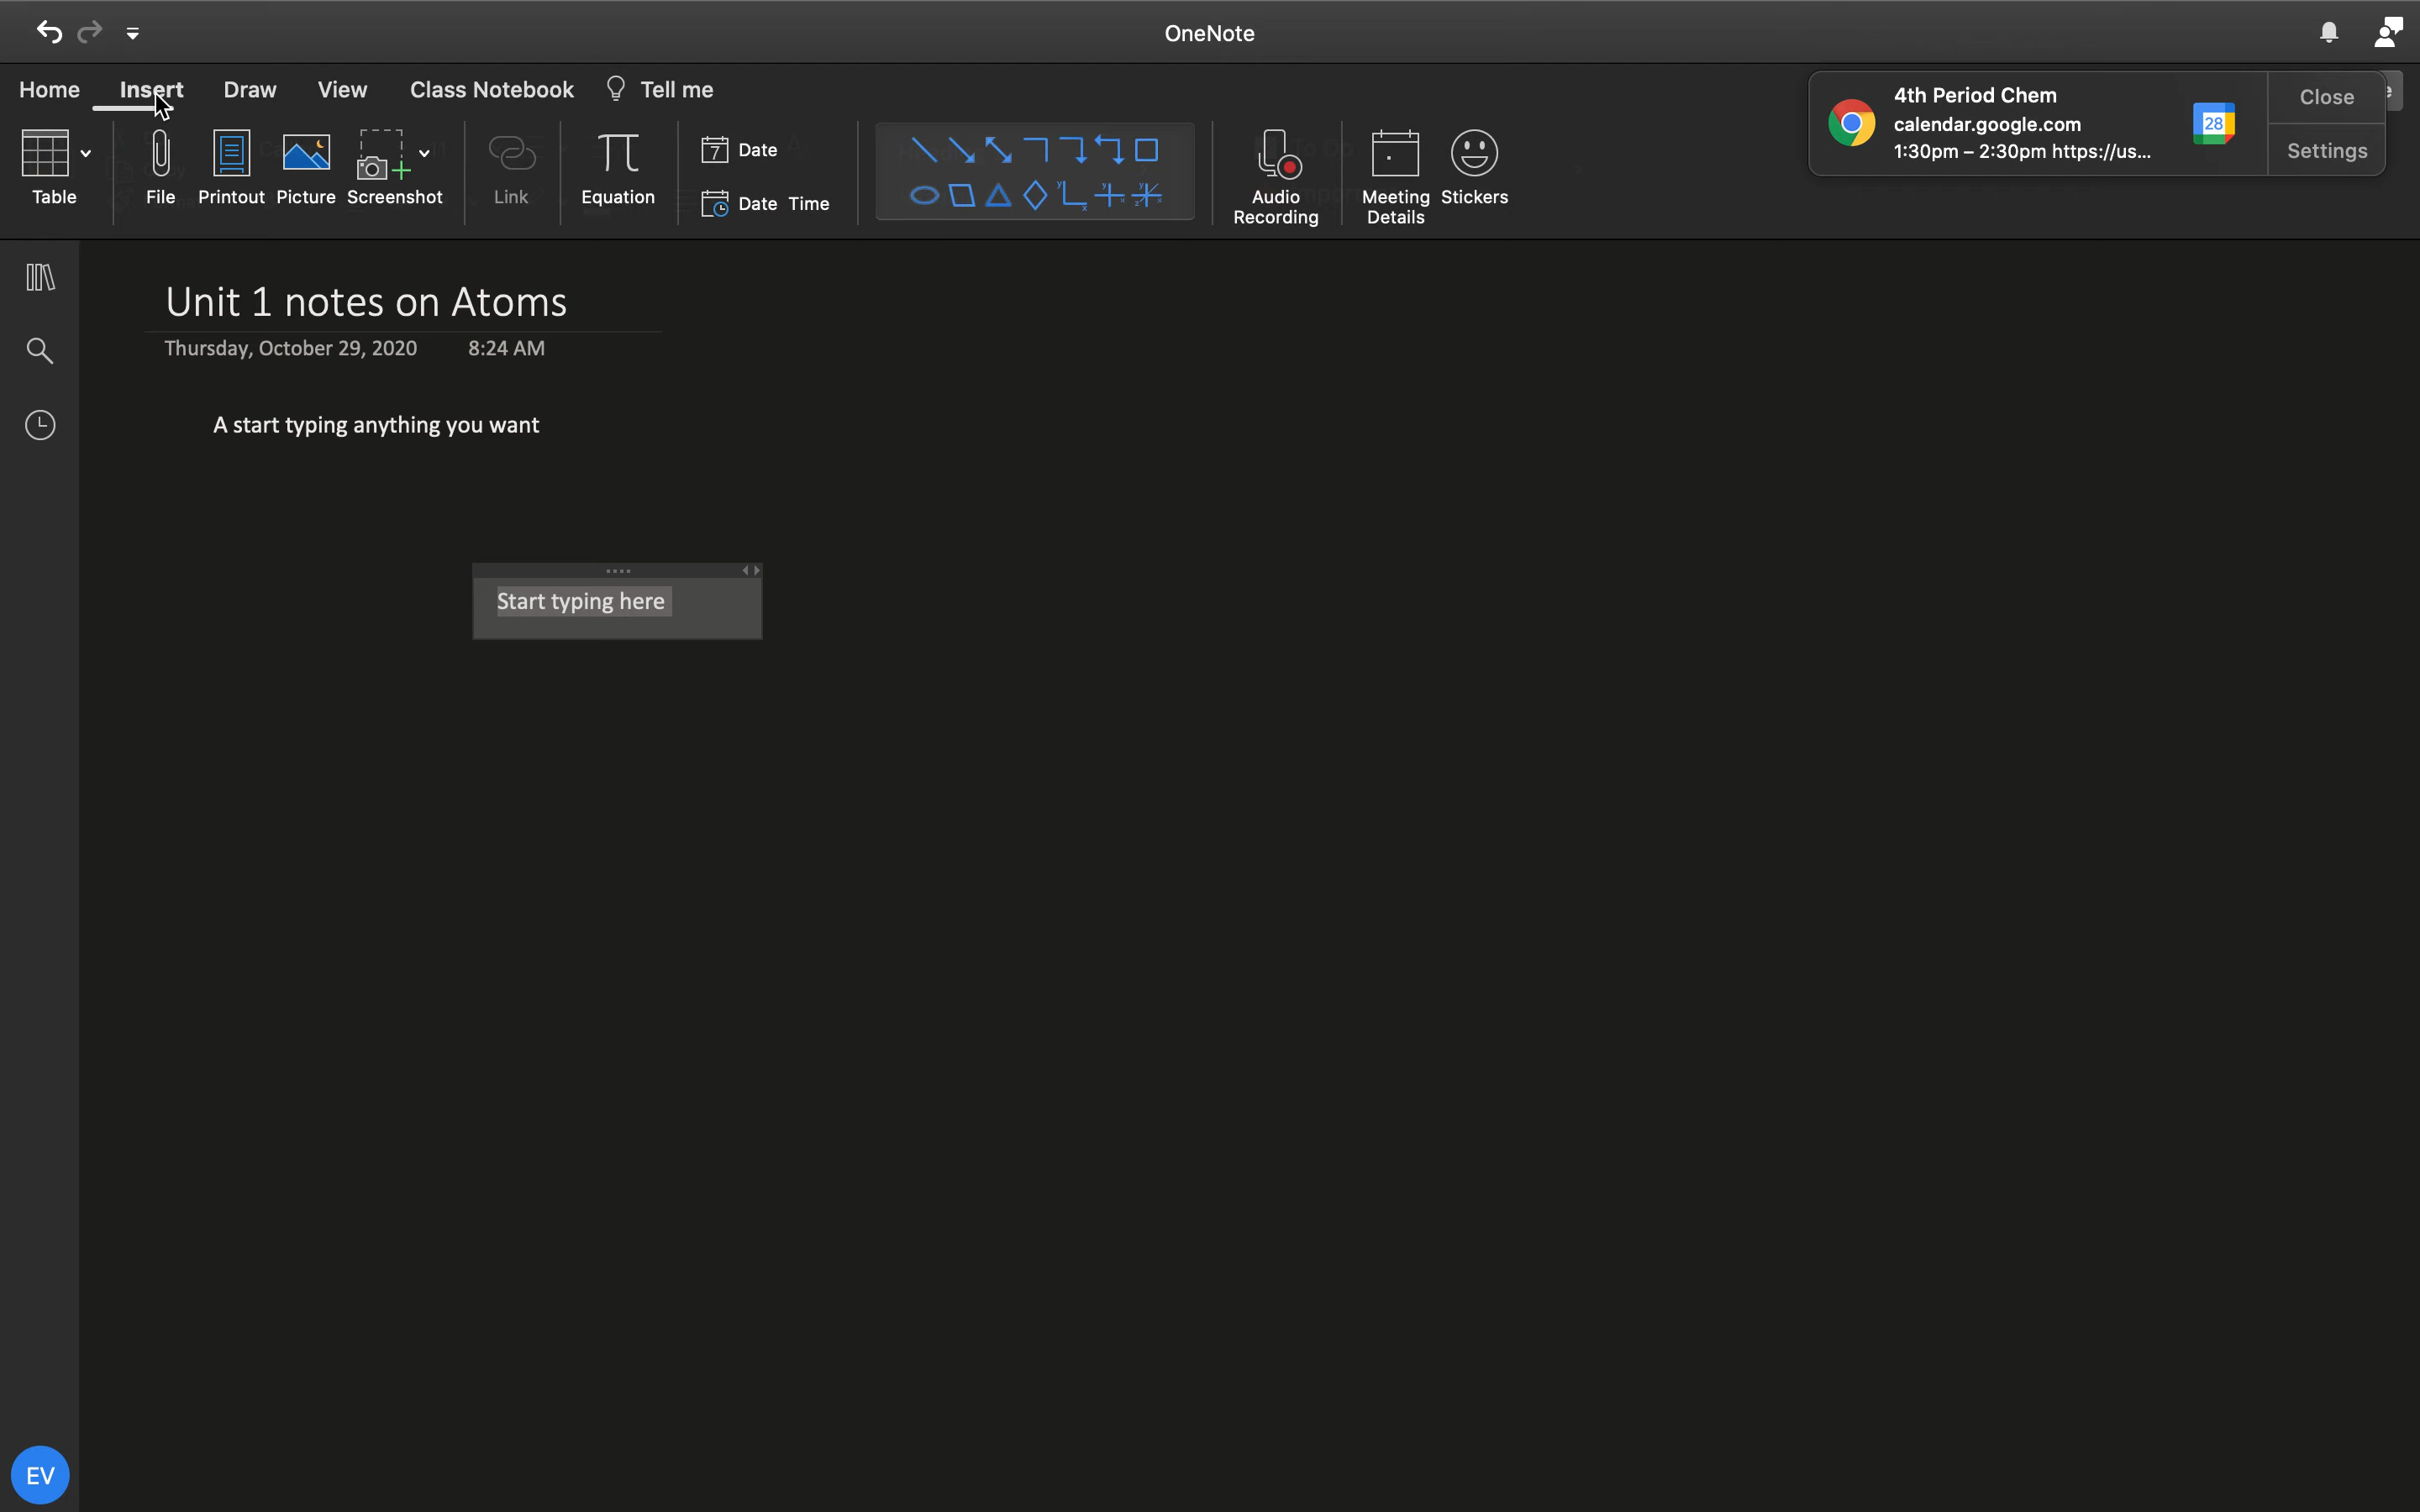 OneNote
Home Insert Draw View Class Notebook Tell me
4th Period Chem
calendar.google.com
1:30pm – 2:30pm https://us...
28
Close
Settings
Table
File
Printout
Picture
Screenshot
Link
Equation
7 Date
Date Time
Audio Recording
Meeting Details
Stickers
Unit 1 notes on Atoms
Thursday, October 29, 2020 8:24 AM
A start typing anything you want
Start typing here
EV